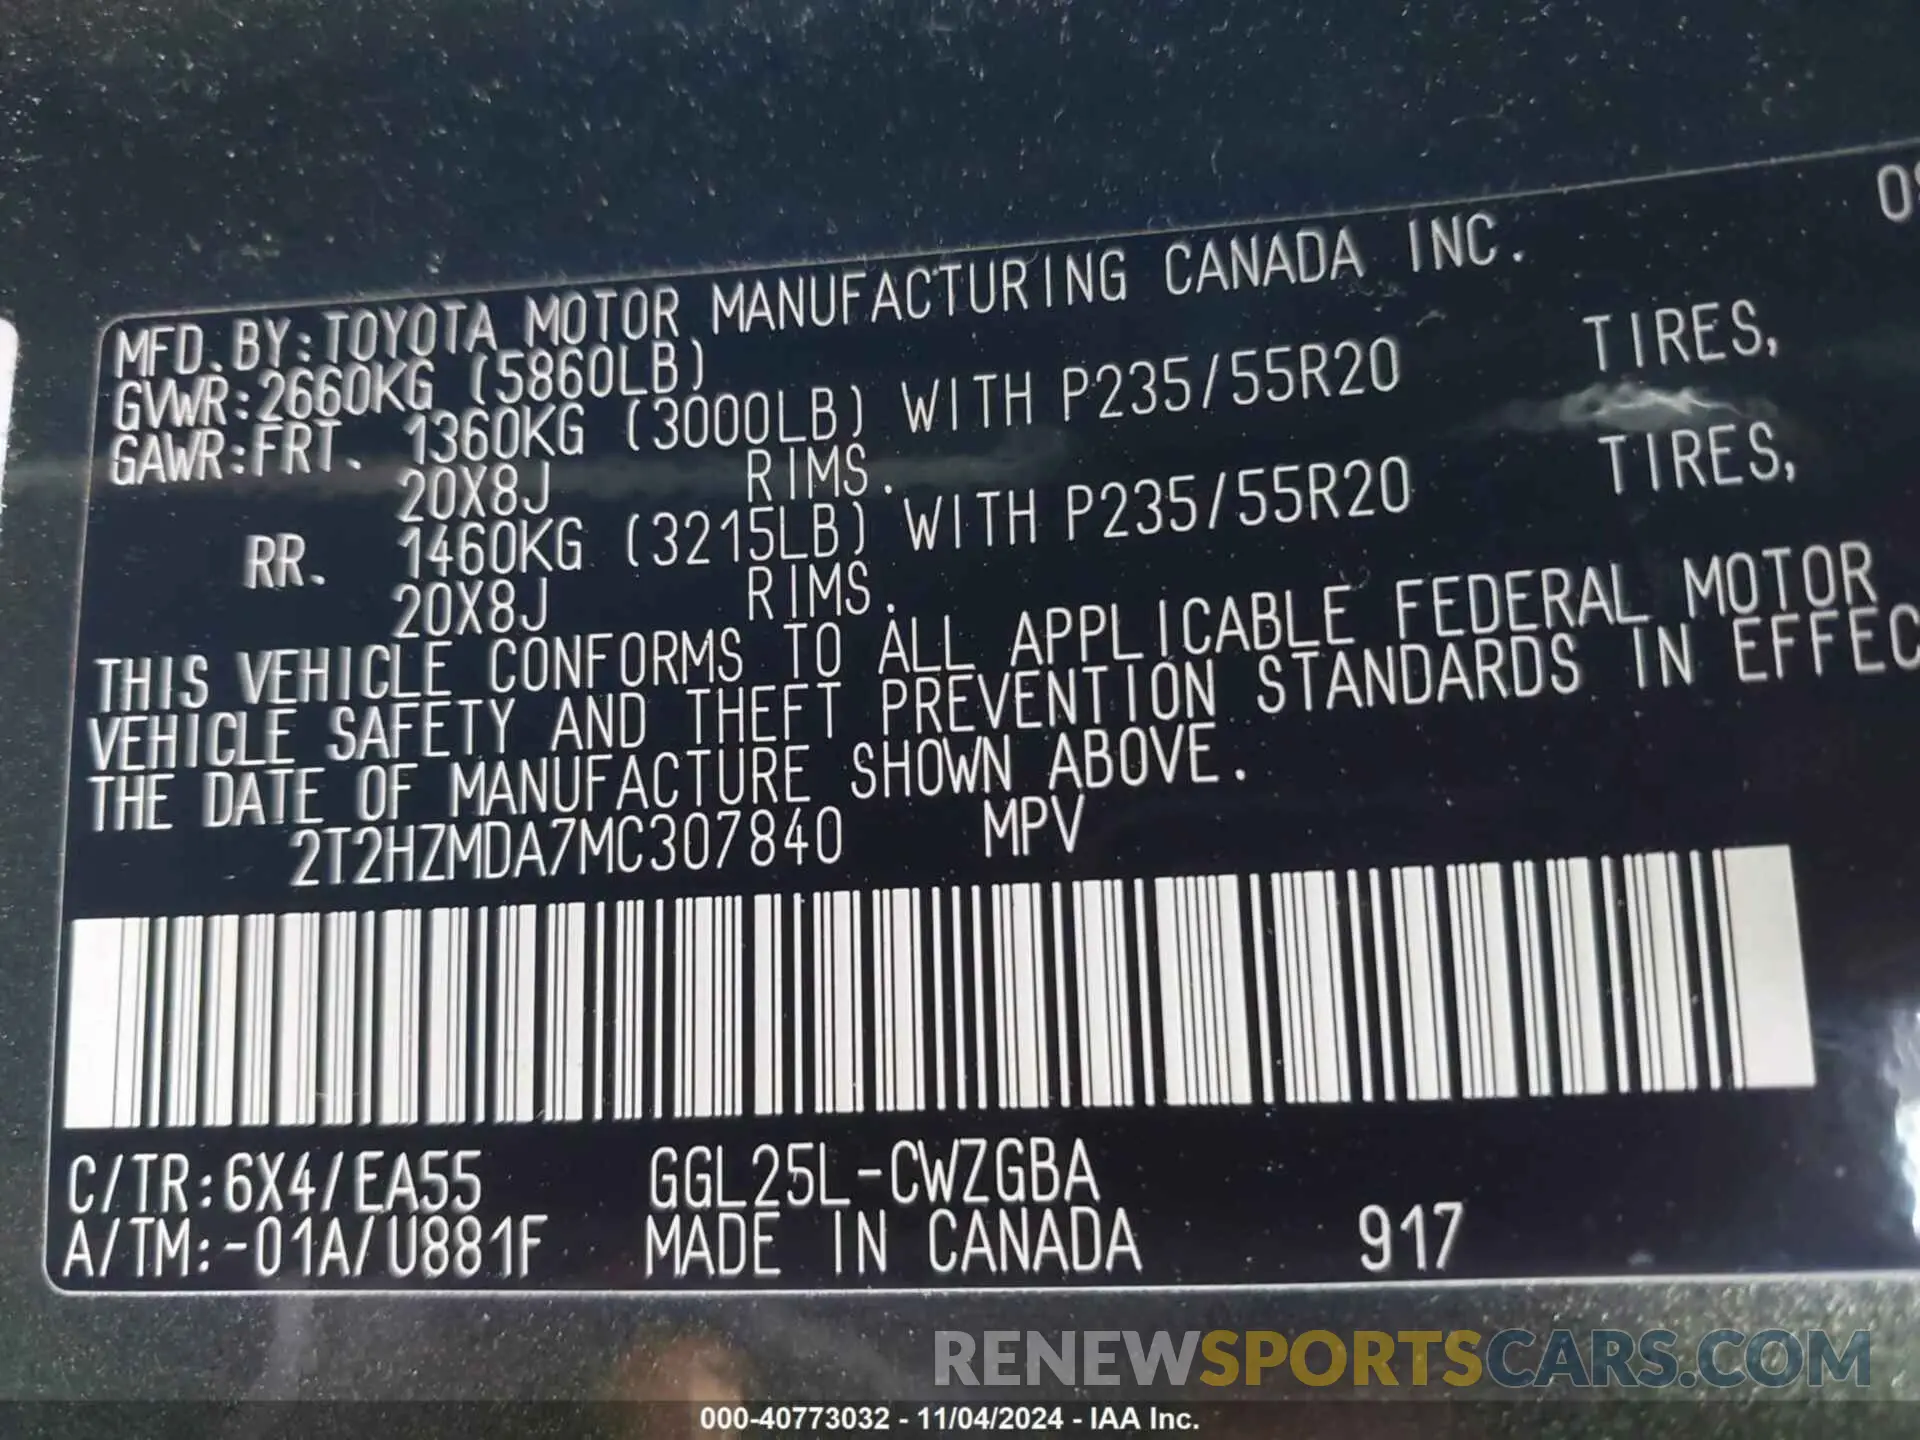 09
MFD.BY:TOYOTA MOTOR MANUFACTURING CANADA INC.
GVWR:2660KG (5860LB)
GAWR:FRT. 1360KG (3000LB) WITH P235/55R20 TIRES,
20X8J RIMS.
RR. 1460KG (3215LB) WITH P235/55R20 TIRES,
20X8J RIMS.
THIS VEHICLE CONFORMS TO ALL APPLICABLE FEDERAL MOTOR
VEHICLE SAFETY AND THEFT PREVENTION STANDARDS IN EFFEC
THE DATE OF MANUFACTURE SHOWN ABOVE.
2T2HZMDA7MC307840 MPV
C/TR:6X4/EA55 GGL25L-CWZGBA
A/TM:-01A/U881F MADE IN CANADA 917
RENEWSPORTSCARS.COM
000-40773032 - 11/04/2024 - IAA Inc.